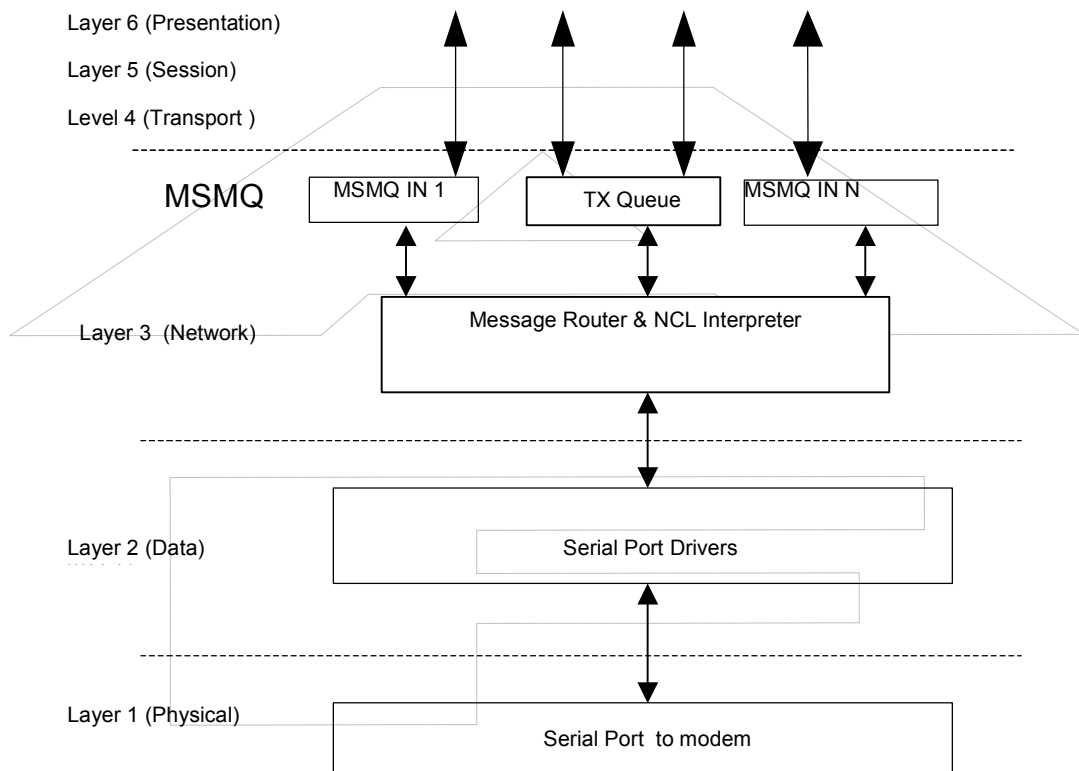 Layer 6 (Presentation)
Layer 5 (Session)
Level 4 (Transport )
MSMQ
MSMQ IN 1
TX Queue
MSMQ IN N
Message Router & NCL Interpreter
Layer 3  (Network)
Layer 2 (Data)
Serial Port Drivers
Layer 1 (Physical)
Serial Port  to modem